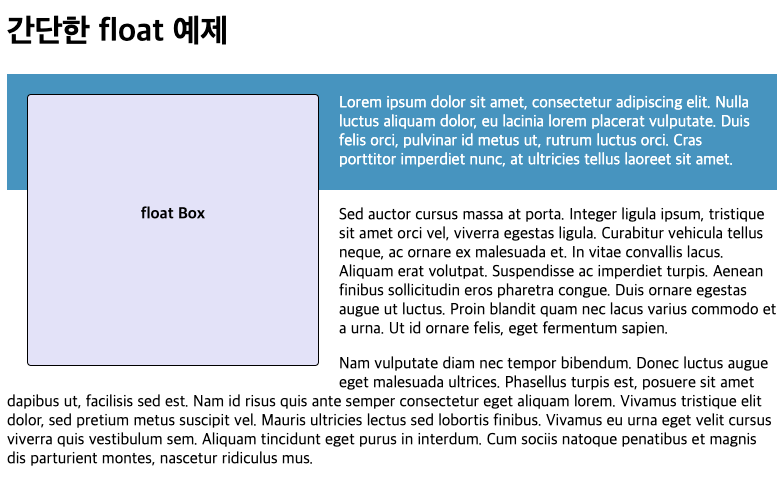 간단한 float 예제
float Box
Lorem ipsum dolor sit amet, consectetur adipiscing elit. Nulla
luctus aliquam dolor, eu lacinia lorem placerat vulputate. Duis
felis orci, pulvinar id metus ut, rutrum luctus orci. Cras
porttitor imperdiet nunc, at ultricies tellus laoreet sit amet.
Sed auctor cursus massa at porta. Integer ligula ipsum, tristique
sit amet orci vel, viverra egestas ligula. Curabitur vehicula tellus
neque, ac ornare ex malesuada et. In vitae convallis lacus.
Aliquam erat volutpat. Suspendisse ac imperdiet turpis. Aenean
finibus sollicitudin eros pharetra congue. Duis ornare egestas
augue ut luctus. Proin blandit quam nec lacus varius commodo et
a urna. Ut id ornare felis, eget fermentum sapien.
Nam vulputate diam nec tempor bibendum. Donec luctus augue
eget malesuada ultrices. Phasellus turpis est, posuere sit amet
dapibus ut, facilisis sed est. Nam id risus quis ante semper consectetur eget aliquam lorem. Vivamus tristique elit
dolor, sed pretium metus suscipit vel. Mauris ultricies lectus sed lobortis finibus. Vivamus eu urna eget velit cursus
viverra quis vestibulum sem. Aliquam tincidunt eget purus in interdum. Cum sociis natoque penatibus et magnis
dis parturient montes, nascetur ridiculus mus.